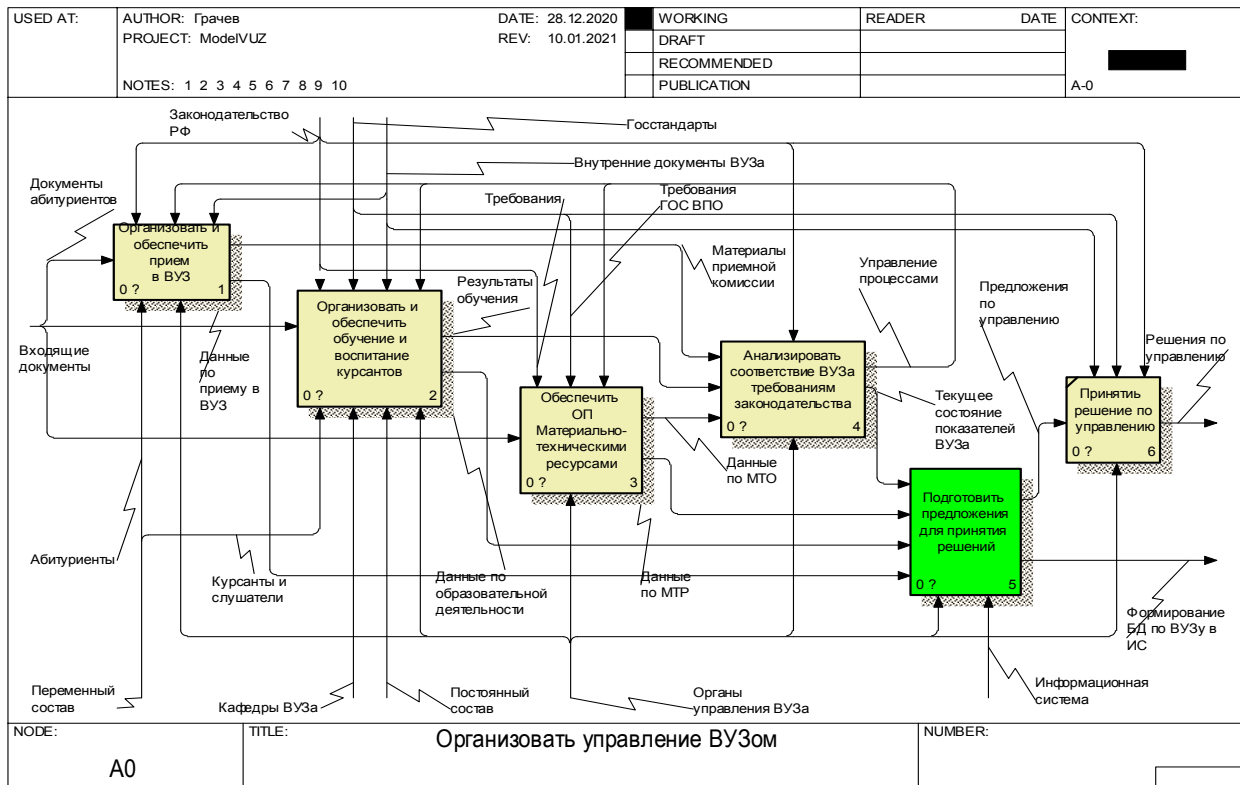 USED AT:
AUTHOR: Грачев
DATE: 28.12.2020
PROJECT: ModelVUZ
REV: 10.01.2021
NOTES: 1 2 3 4 5 6 7 8 9 10
WORKING
DRAFT
RECOMMENDED
PUBLICATION
READER
DATE
CONTEXT:
A-0
Законодательство
РФ
Госстандарты
Внутренние документы ВУЗа
Документы
абитуриентов
Требования
Требования
ГОС ВПО
Организовать и
обеспечить
прием
в ВУЗ
0 ?
1
Материалы
приемной
комиссии
Управление
процессами
Результаты
обучения
Предложения
по
управлению
Организовать и
обеспечить
обучение и
воспитание
курсантов
0 ?
2
Входящие
документы
Данные
по
приему в
ВУЗ
Анализировать
соответствие ВУЗа
требованиям
законодательства
0 ?
4
Решения по
управлению
Обеспечить
ОП
Материально-
техническими
ресурсами
0 ?
3
Текущее
состояние
показателей
ВУЗа
Принятиь
решение по
управлению
0 ?
6
Данные
по МТО
Подготовить
предложения
для принятия
решений
0 ?
5
Абитуриенты
Курсанты и
слушатели
Данные по
образовательной
деятельности
Данные
по МТР
Формирование
БД по ВУЗу в
ИС
Переменный
состав
Кафедры ВУЗа
Постоянный
состав
Органы
управления ВУЗа
Информационная
система
NODE:
A0
TITLE:
Организовать управление ВУЗом
NUMBER: